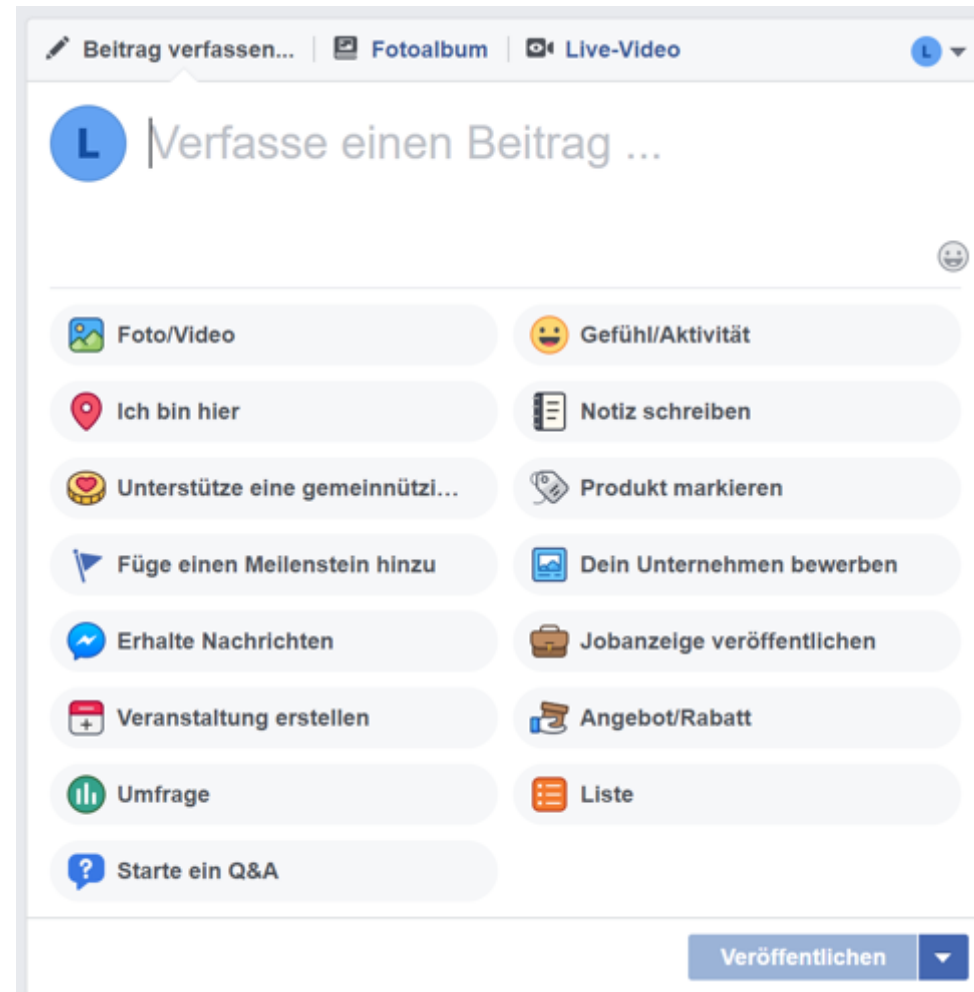 Beitrag verfassen... Fotoalbum Live-Video L
L Verfasse einen Beitrag ...
Foto/Video Gefühl/Aktivität
Ich bin hier Notiz schreiben
Unterstütze eine gemeinnützi... Produkt markieren
Füge einen Meilenstein hinzu Dein Unternehmen bewerben
Erhalte Nachrichten Jobanzeige veröffentlichen
Veranstaltung erstellen Angebot/Rabatt
Umfrage Liste
Starte ein Q&A
Veröffentlichen